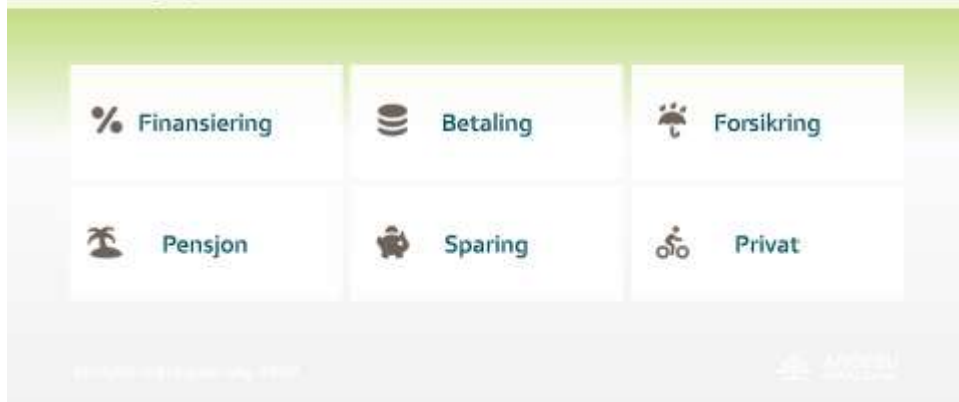 Finansiering
Betaling
Forsikring
Pensjon
Sparing
Privat